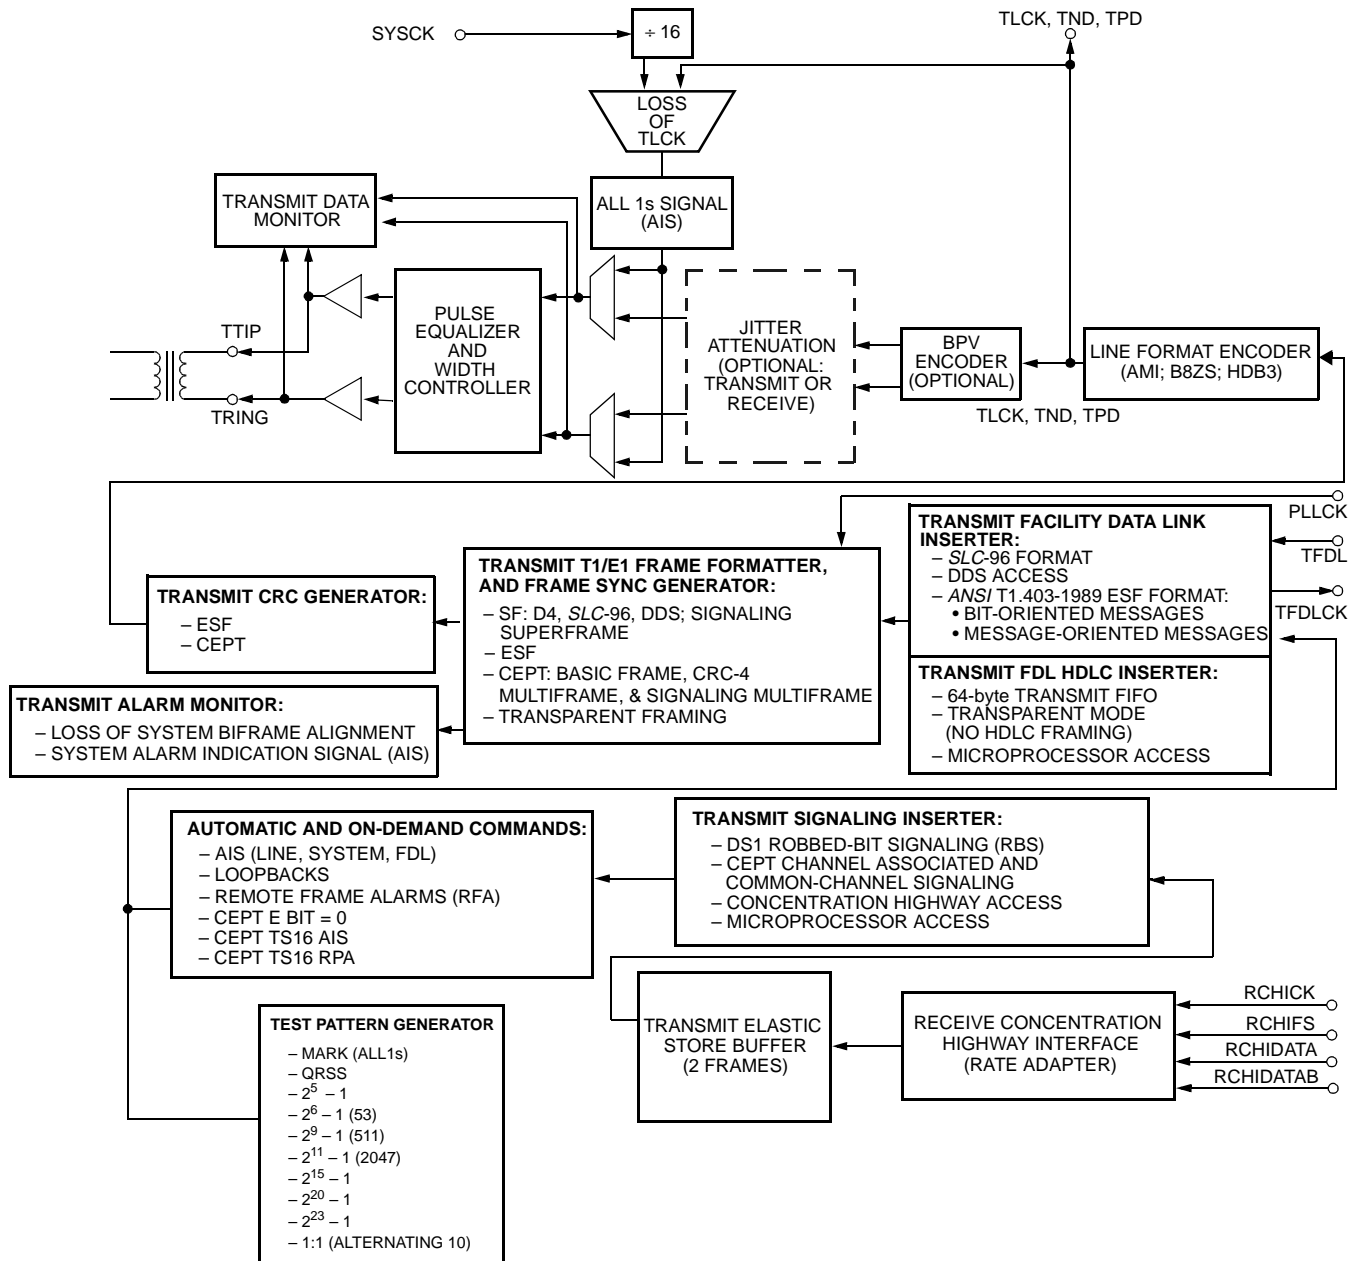 SYSCK
÷ 16
TLCK, TND, TPD
LOSS
OF
TLCK
TRANSMIT DATA
MONITOR
ALL 1s SIGNAL
(AIS)
PULSE
EQUALIZER
AND
WIDTH
CONTROLLER
TTIP
TRING
JITTER
ATTENUATION
(OPTIONAL:
TRANSMIT OR
RECEIVE)
BPV
ENCODER
(OPTIONAL)
LINE FORMAT ENCODER
(AMI; B8ZS; HDB3)
TLCK, TND, TPD
PLLCK
TFDL
TFDLCK
TRANSMIT FACILITY DATA LINK
INSERTER:
– SLC-96 FORMAT
– DDS ACCESS
– ANSI T1.403-1989 ESF FORMAT:
• BIT-ORIENTED MESSAGES
• MESSAGE-ORIENTED MESSAGES
TRANSMIT FDL HDLC INSERTER:
– 64-byte TRANSMIT FIFO
– TRANSPARENT MODE
(NO HDLC FRAMING)
– MICROPROCESSOR ACCESS
TRANSMIT T1/E1 FRAME FORMATTER,
AND FRAME SYNC GENERATOR:
– SF: D4, SLC-96, DDS; SIGNALING
SUPERFRAME
– ESF
– CEPT: BASIC FRAME, CRC-4
MULTIFRAME, & SIGNALING MULTIFRAME
– TRANSPARENT FRAMING
TRANSMIT CRC GENERATOR:
– ESF
– CEPT
TRANSMIT ALARM MONITOR:
– LOSS OF SYSTEM BIFRAME ALIGNMENT
– SYSTEM ALARM INDICATION SIGNAL (AIS)
AUTOMATIC AND ON-DEMAND COMMANDS:
– AIS (LINE, SYSTEM, FDL)
– LOOPBACKS
– REMOTE FRAME ALARMS (RFA)
– CEPT E BIT = 0
– CEPT TS16 AIS
– CEPT TS16 RPA
TRANSMIT SIGNALING INSERTER:
– DS1 ROBBED-BIT SIGNALING (RBS)
– CEPT CHANNEL ASSOCIATED AND
COMMON-CHANNEL SIGNALING
– CONCENTRATION HIGHWAY ACCESS
– MICROPROCESSOR ACCESS
TRANSMIT ELASTIC
STORE BUFFER
(2 FRAMES)
RECEIVE CONCENTRATION
HIGHWAY INTERFACE
(RATE ADAPTER)
RCHICK
RCHIFS
RCHIDATA
RCHIDATAB
TEST PATTERN GENERATOR
– MARK (ALL1s)
– QRSS
– 2⁵ – 1
– 2⁶ – 1 (53)
– 2⁹ – 1 (511)
– 2¹¹ – 1 (2047)
– 2¹⁵ – 1
– 2²⁰ – 1
– 2²³ – 1
– 1:1 (ALTERNATING 10)